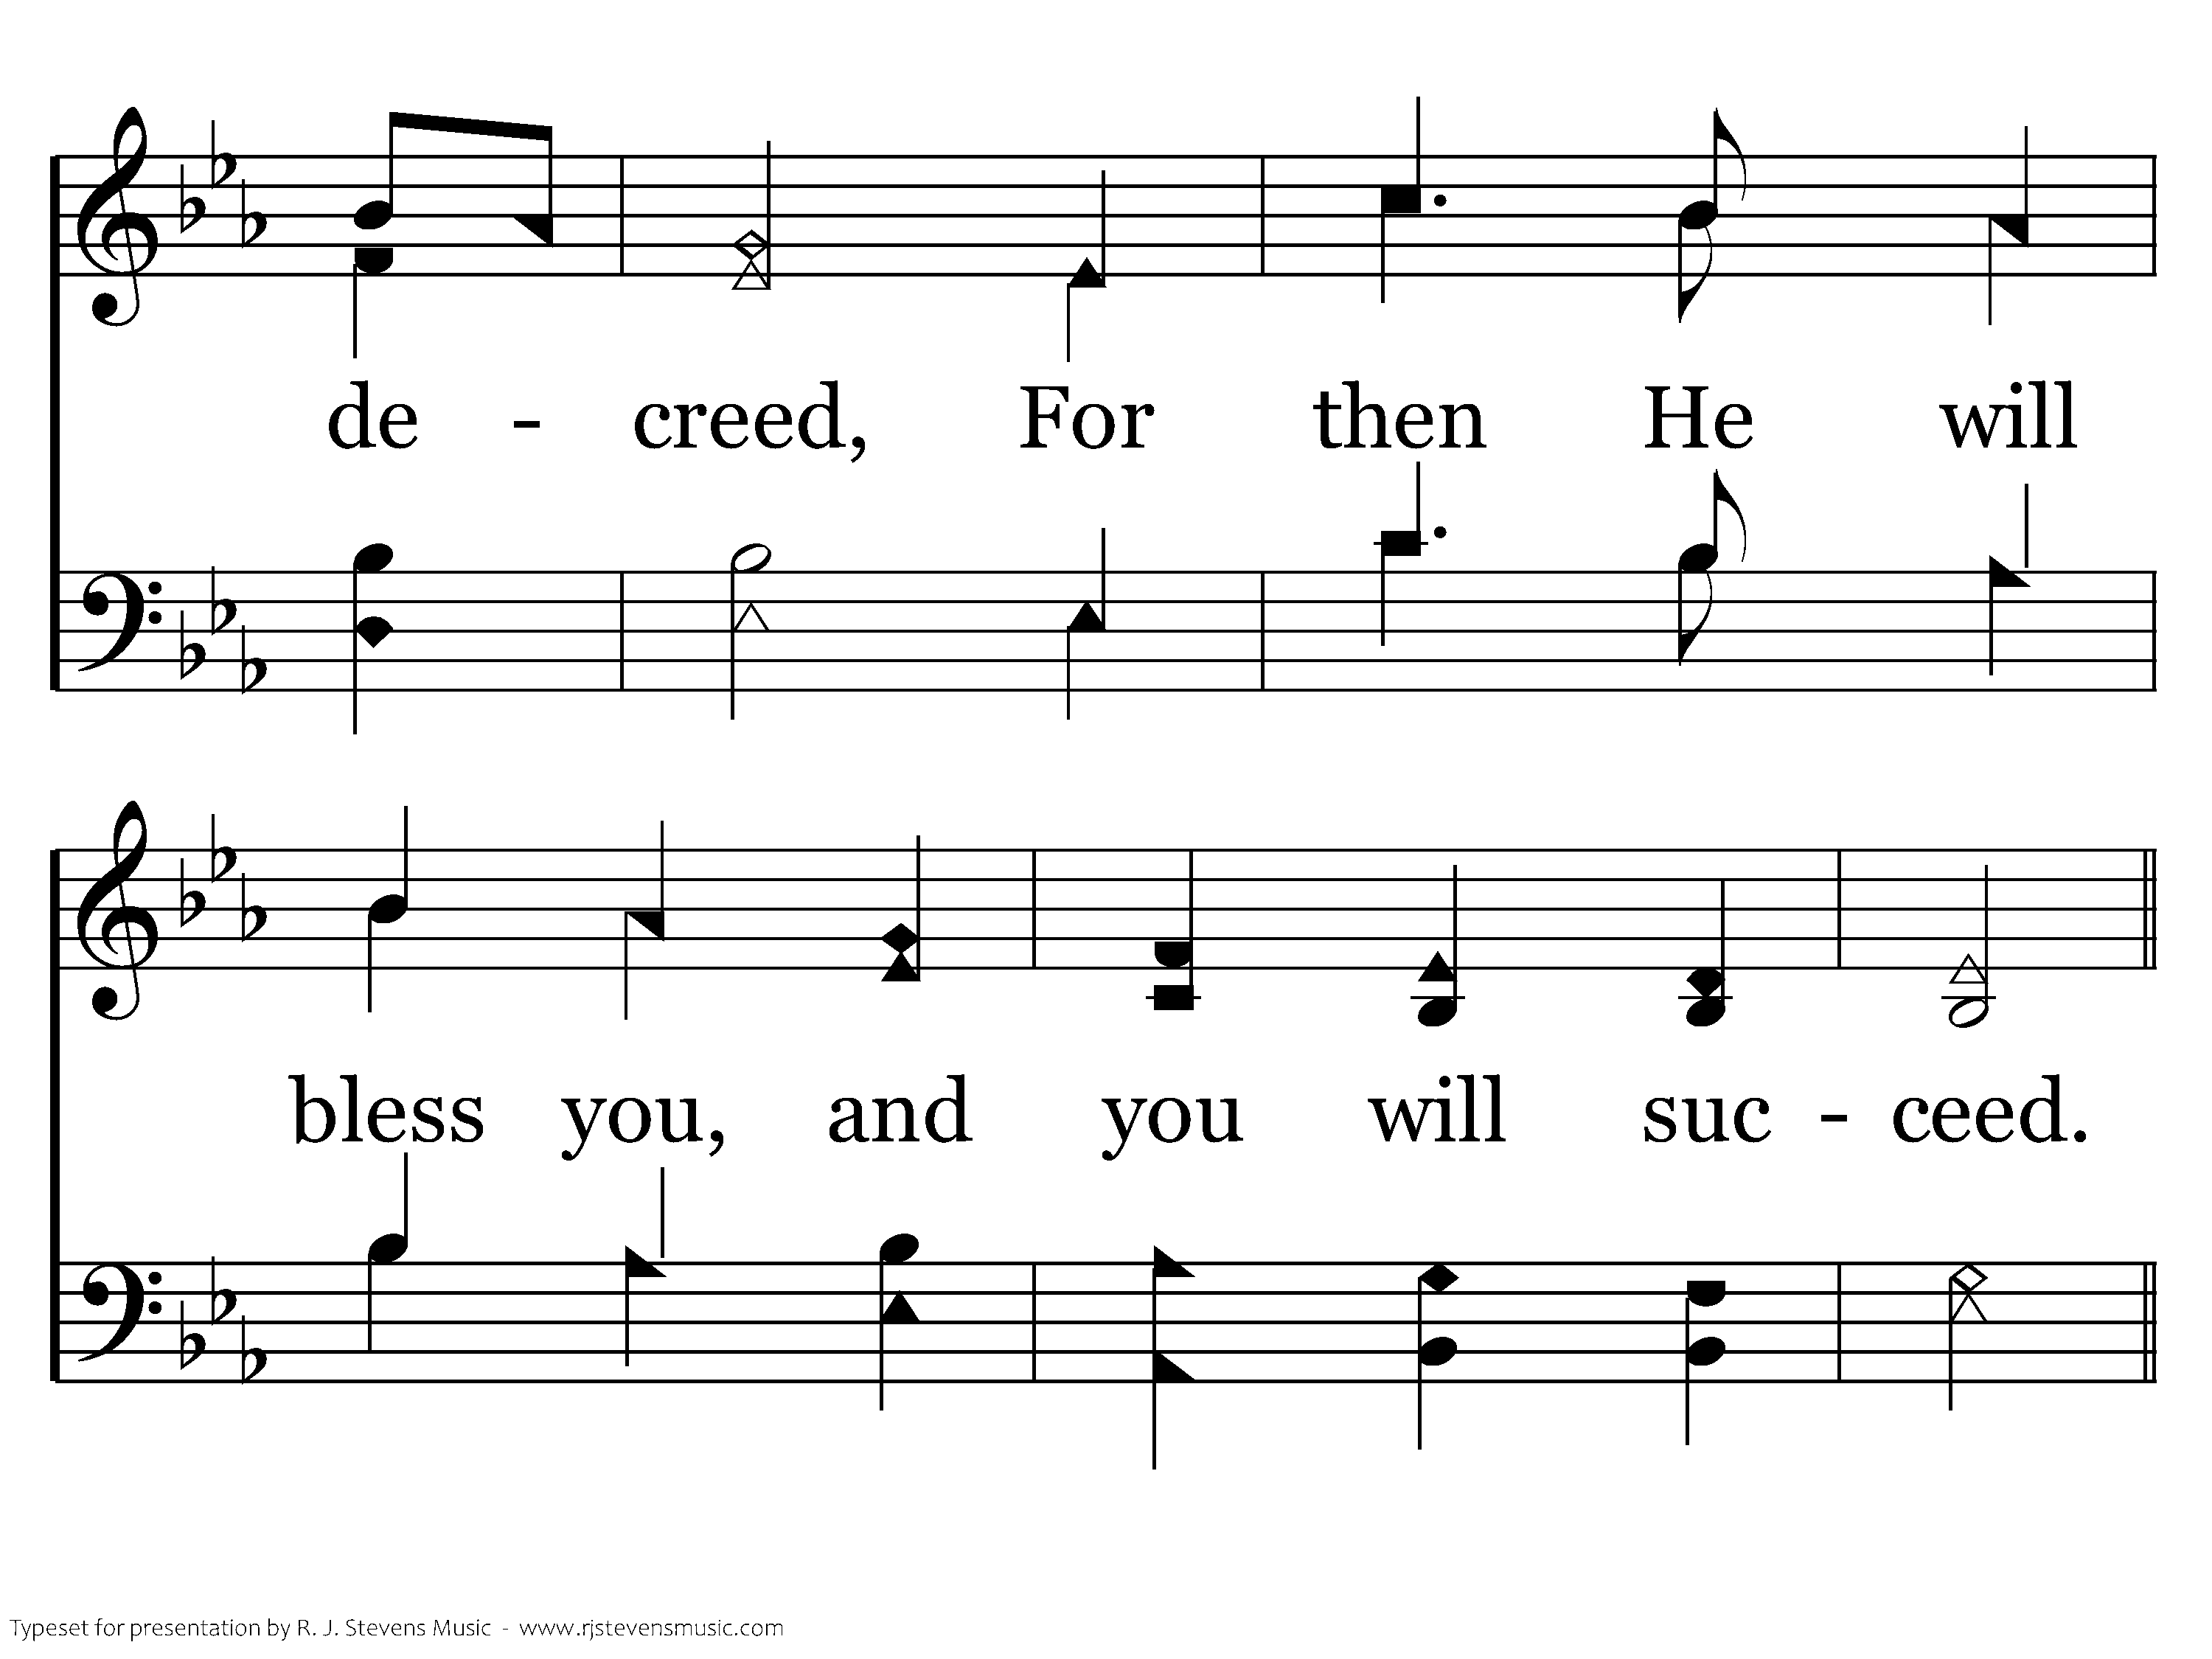 de - creed, For then He will
bless you, and you will suc - ceed.
Typeset for presentation by R. J. Stevens Music - www.rjstevensmusic.com